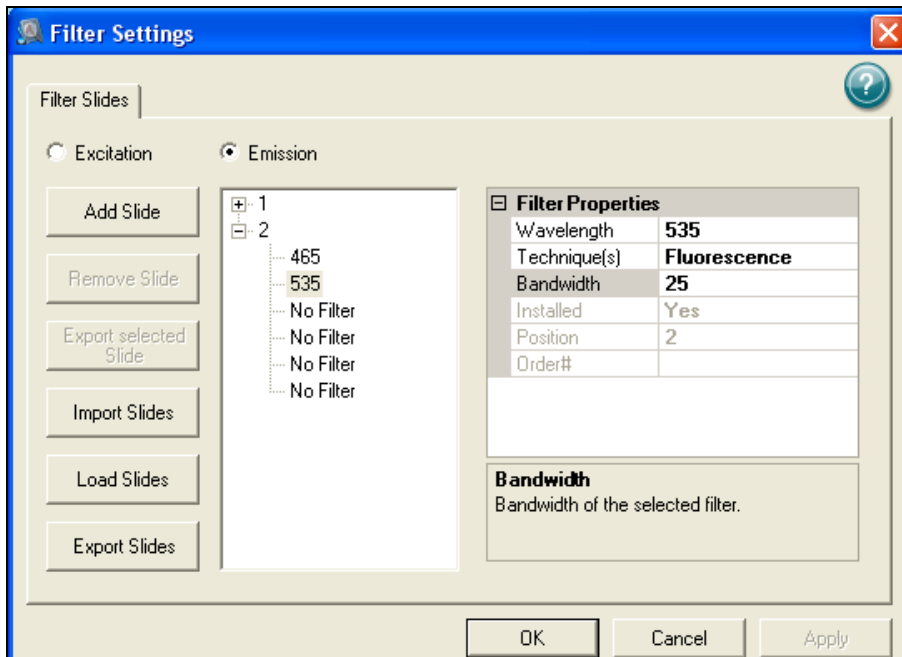 Filter Settings
?
Filter Slides
Excitation
Emission
Add Slide
Remove Slide
Export selected
Slide
Import Slides
Load Slides
Export Slides
1
2
465
535
No Filter
No Filter
No Filter
No Filter
Filter Properties
Wavelength 535
Technique(s) Fluorescence
Bandwidth 25
Installed Yes
Position 2
Order#
Bandwidth
Bandwidth of the selected filter.
OK
Cancel
Apply